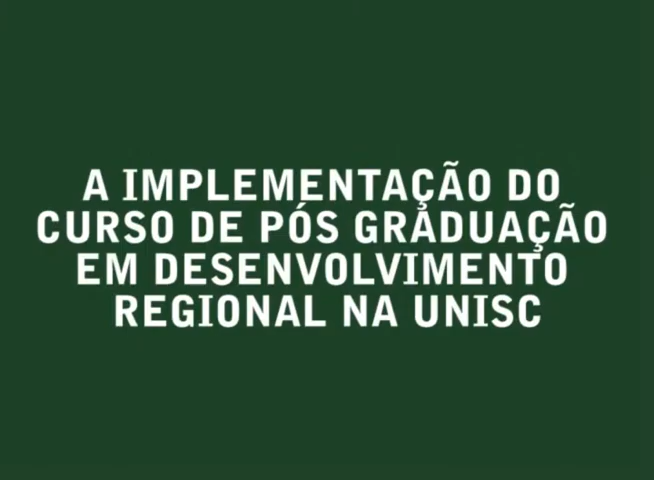 A IMPLEMENTAÇÃO DO
CURSO DE PÓS GRADUAÇÃO
EM DESENVOLVIMENTO
REGIONAL NA UNISC